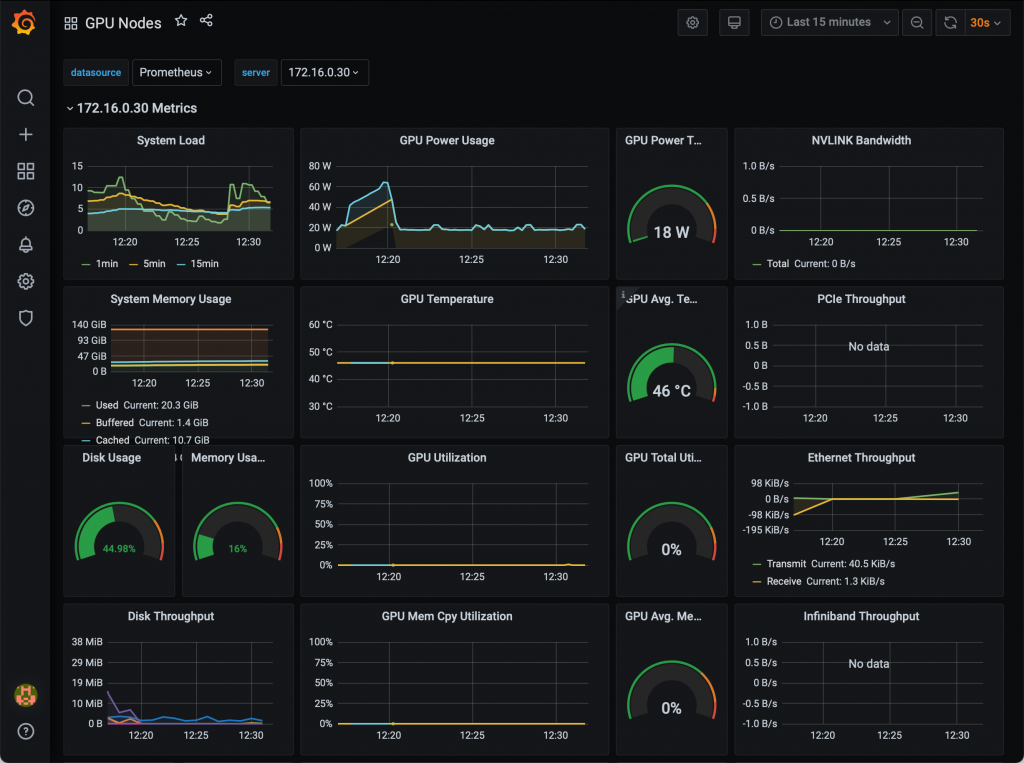 GPU Nodes
Last 15 minutes
30s
datasource Prometheus
server 172.16.0.30
172.16.0.30 Metrics
System Load
15
10
5
0
12:20 12:25 12:30
1min 5min 15min
GPU Power Usage
80 W
60 W
40 W
20 W
0 W
12:20 12:25 12:30
GPU Power T...
18 W
NVLINK Bandwidth
1.0 B/s
0.5 B/s
0 B/s
12:20 12:25 12:30
Total Current: 0 B/s
System Memory Usage
140 GiB
93 GiB
47 GiB
0 B
12:20 12:25 12:30
Used Current: 20.3 GiB
Buffered Current: 1.4 GiB
Cached Current: 10.7 GiB
GPU Temperature
60 °C
50 °C
40 °C
30 °C
12:20 12:25 12:30
GPU Avg. Te...
46 °C
PCIe Throughput
1.0 B
0.5 B
0 B
-0.5 B
-1.0 B
No data
12:20 12:25 12:30
Disk Usage
44.98%
Memory Usa...
16%
GPU Utilization
100%
75%
50%
25%
0%
12:20 12:25 12:30
GPU Total Uti...
0%
Ethernet Throughput
98 KiB/s
0 B/s
-98 KiB/s
-195 KiB/s
12:20 12:25 12:30
Transmit Current: 40.5 KiB/s
Receive Current: 1.3 KiB/s
Disk Throughput
38 MiB
29 MiB
19 MiB
10 MiB
0 B
12:20 12:25 12:30
GPU Mem Cpy Utilization
100%
75%
50%
25%
0%
12:20 12:25 12:30
GPU Avg. Me...
0%
Infiniband Throughput
1.0 B/s
0.5 B/s
0 B/s
-0.5 B/s
-1.0 B/s
No data
12:20 12:25 12:30